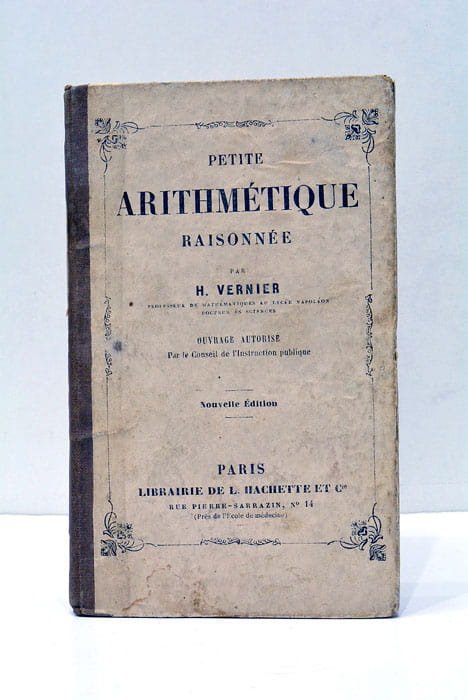 PETITE
ARITHMÉTIQUE
RAISONNÉE
PAR
H. VERNIER
PROFESSEUR DE MATHÉMATIQUES AU LYCÉE NAPOLÉON
DOCTEUR ÈS SCIENCES
OUVRAGE AUTORISÉ
Par le Conseil de l'Instruction publique
Nouvelle Édition
PARIS
LIBRAIRIE DE L. HACHETTE ET Cie
RUE PIERRE-SARRAZIN, No 14
(Près de l'École de médecine)